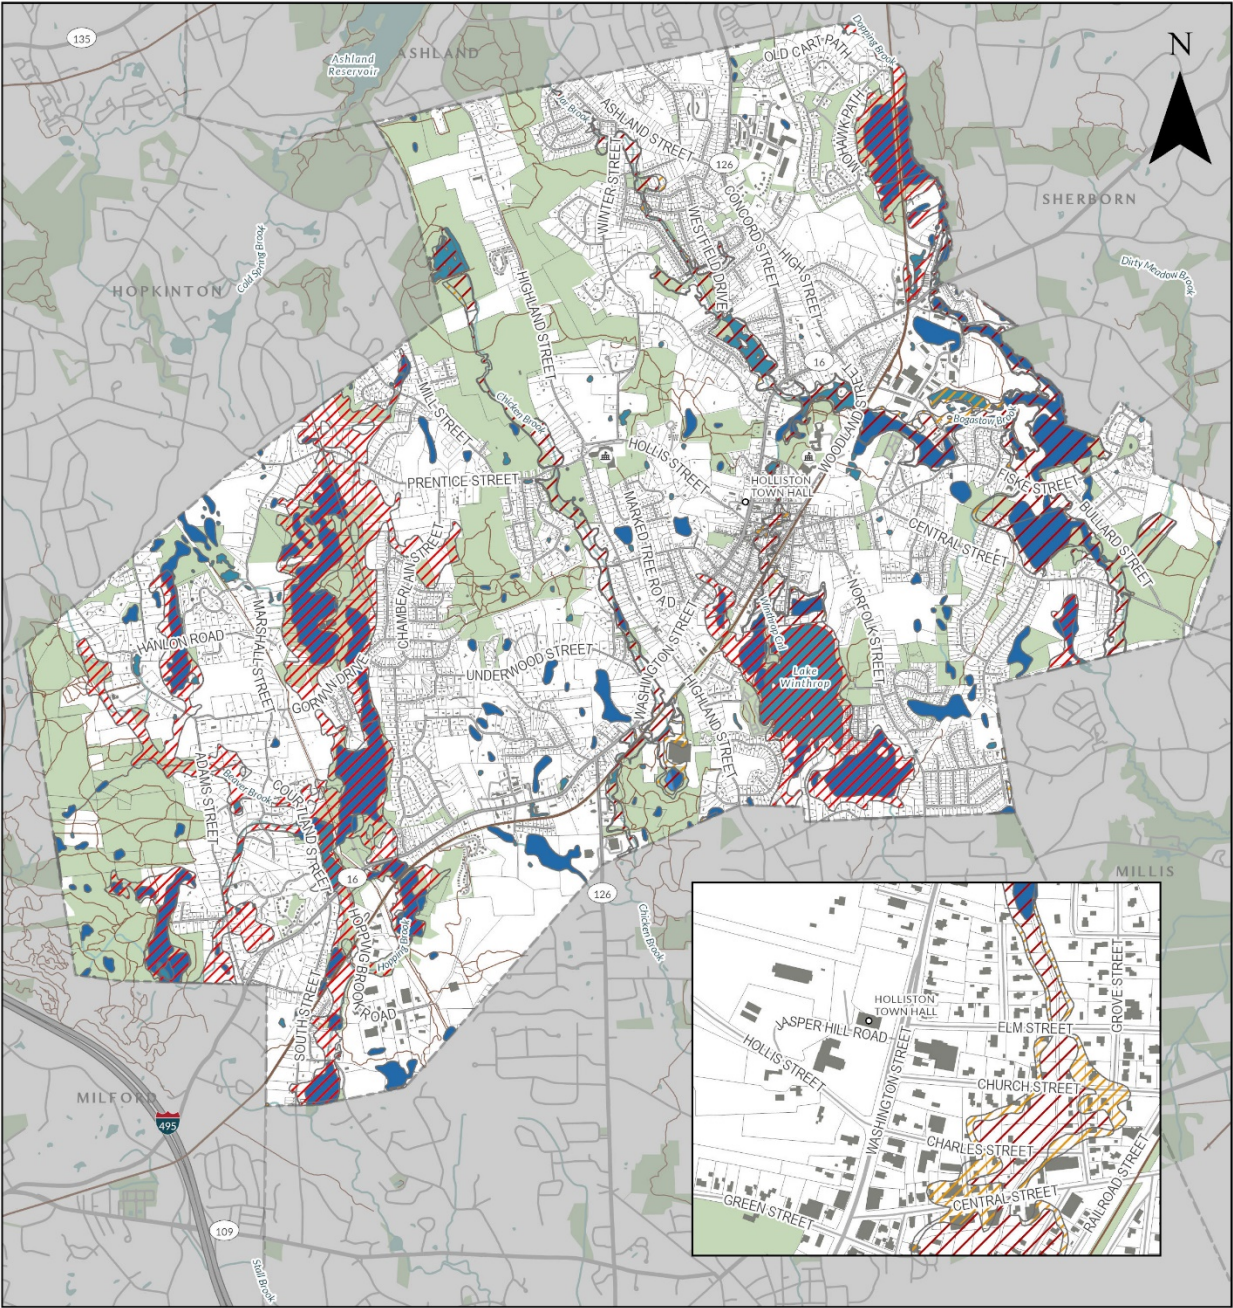 135
ASHLAND
Ashland
Reservoir
Dopping Brook
OLD CART PATH
N
Jar Brook
ASHLAND STREET
MOHAWK PATH
126
WINTER STREET
SHERBORN
CONCORD STREET
WESTFIELD DRIVE
HIGH STREET
Cold Spring Brook
Dirty Meadow Brook
HOPKINTON
HIGHLAND STREET
16
MILL STREET
Chicken Brook
WOODLAND STREET
Bogastow Brook
HOLLIS STREET
PRENTICE STREET
HOLLISTON
TOWN HALL
FISKE STREET
MARKED TREE ROAD
BULLARD STREET
CENTRAL STREET
CHAMBERLAIN STREET
NORFOLK STREET
MARSHALL STREET
HANLON ROAD
Winthrop Canal
UNDERWOOD STREET
WASHINGTON STREET
Lake
Winthrop
GORWIN DRIVE
HIGHLAND STREET
ADAMS STREET
Beaver Brook
COURTLAND STREET
16
126
MILLIS
Chicken Brook
HOPPING BROOK
ROAD
Hopping Brook
SOUTH STREET
MILFORD
495
109
Stall Brook
HOLLISTON
TOWN HALL
JASPER HILL ROAD
ELM STREET
GROVE STREET
HOLLIS STREET
WASHINGTON STREET
CHURCH STREET
CHARLES STREET
CENTRAL STREET
RAILROAD STREET
GREEN STREET